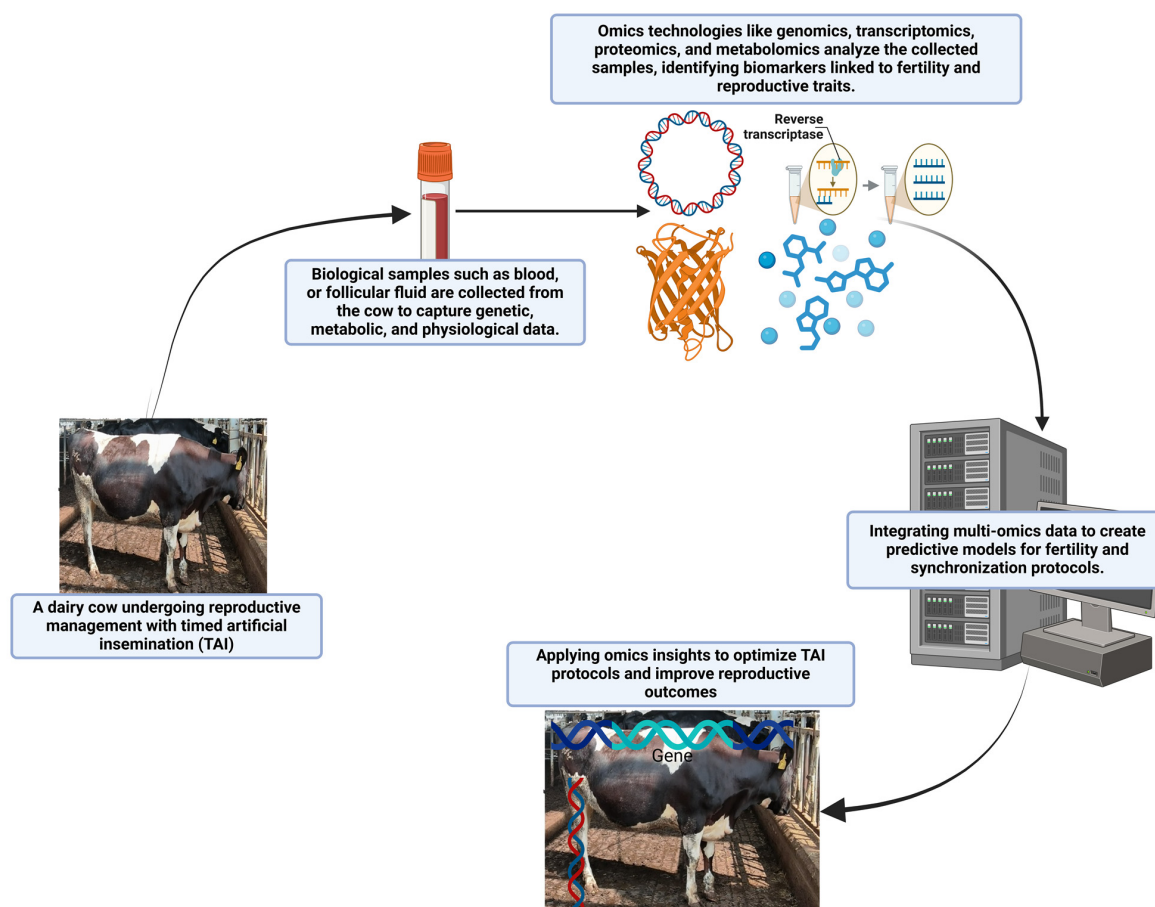 Omics technologies like genomics, transcriptomics,
proteomics, and metabolomics analyze the collected
samples, identifying biomarkers linked to fertility and
reproductive traits.
Reverse
transcriptase
Biological samples such as blood,
or follicular fluid are collected from
the cow to capture genetic,
metabolic, and physiological data.
Integrating multi-omics data to create
predictive models for fertility and
synchronization protocols.
A dairy cow undergoing reproductive
management with timed artificial
insemination (TAI)
Applying omics insights to optimize TAI
protocols and improve reproductive
outcomes
Gene